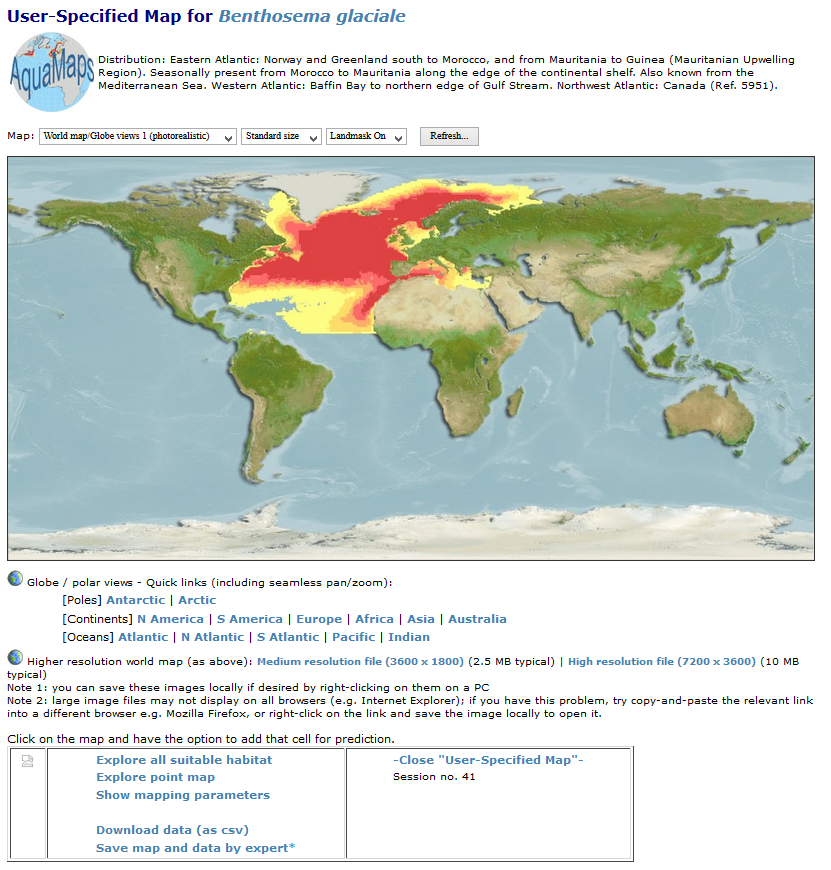 User-Specified Map for Benthosema glaciale
AquaMaps
Distribution: Eastern Atlantic: Norway and Greenland south to Morocco, and from Mauritania to Guinea (Mauritanian Upwelling
Region). Seasonally present from Morocco to Mauritania along the edge of the continental shelf. Also known from the
Mediterranean Sea. Western Atlantic: Baffin Bay to northern edge of Gulf Stream. Northwest Atlantic: Canada (Ref. 5951).
Map: World map/Globe views 1 (photorealistic) Standard size Landmask On Refresh...
Globe / polar views - Quick links (including seamless pan/zoom):
[Poles] Antarctic | Arctic
[Continents] N America | S America | Europe | Africa | Asia | Australia
[Oceans] Atlantic | N Atlantic | S Atlantic | Pacific | Indian
Higher resolution world map (as above): Medium resolution file (3600 x 1800) (2.5 MB typical) | High resolution file (7200 x 3600) (10 MB
typical)
Note 1: you can save these images locally if desired by right-clicking on them on a PC
Note 2: large image files may not display on all browsers (e.g. Internet Explorer); if you have this problem, try copy-and-paste the relevant link
into a different browser e.g. Mozilla Firefox, or right-click on the link and save the image locally to open it.
Click on the map and have the option to add that cell for prediction.
Explore all suitable habitat
Explore point map
Show mapping parameters
Download data (as csv)
Save map and data by expert*
-Close "User-Specified Map"-
Session no. 41